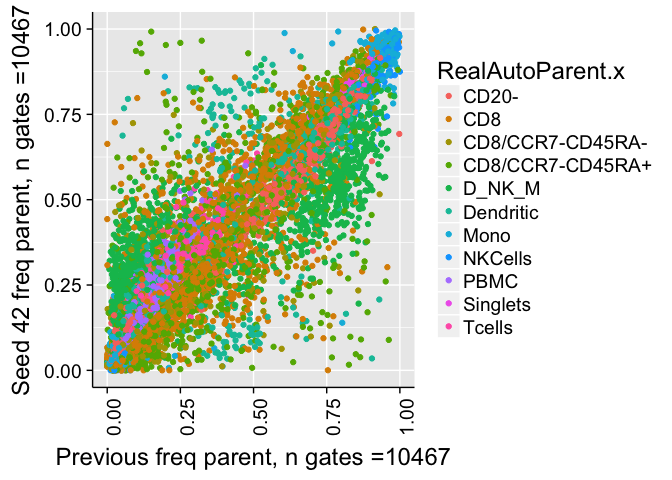 Seed 42 freq parent, n gates =10467
1.00
0.75
0.50
0.25
0.00
0.00
0.25
0.50
0.75
1.00
Previous freq parent, n gates =10467
RealAutoParent.x
CD20-
CD8
CD8/CCR7-CD45RA-
CD8/CCR7-CD45RA+
D_NK_M
Dendritic
Mono
NKCells
PBMC
Singlets
Tcells